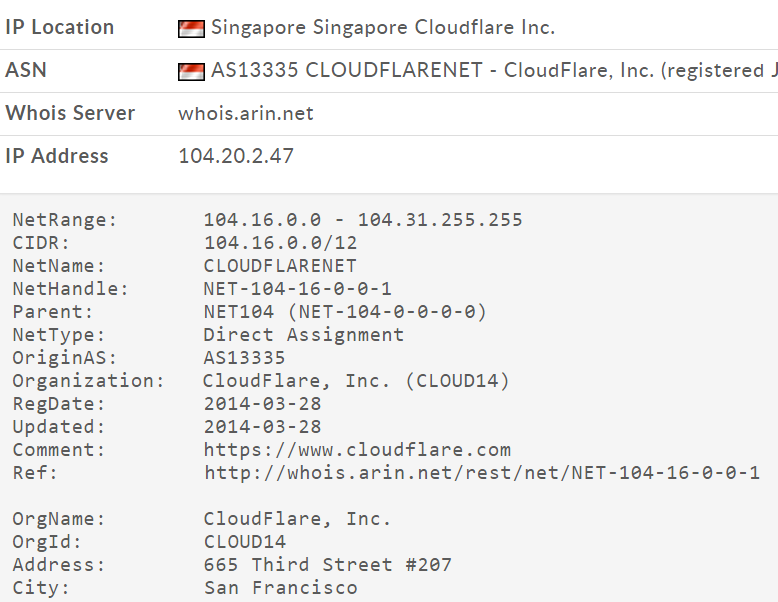 IP Location Singapore Singapore Cloudflare Inc.
ASN AS13335 CLOUDFLARENET - CloudFlare, Inc. (registered J
Whois Server whois.arin.net
IP Address 104.20.2.47
NetRange: 104.16.0.0 - 104.31.255.255
CIDR: 104.16.0.0/12
NetName: CLOUDFLARENET
NetHandle: NET-104-16-0-0-1
Parent: NET104 (NET-104-0-0-0-0)
NetType: Direct Assignment
OriginAS: AS13335
Organization: CloudFlare, Inc. (CLOUD14)
RegDate: 2014-03-28
Updated: 2014-03-28
Comment: https://www.cloudflare.com
Ref: http://whois.arin.net/rest/net/NET-104-16-0-0-1
OrgName: CloudFlare, Inc.
OrgId: CLOUD14
Address: 665 Third Street #207
City: San Francisco